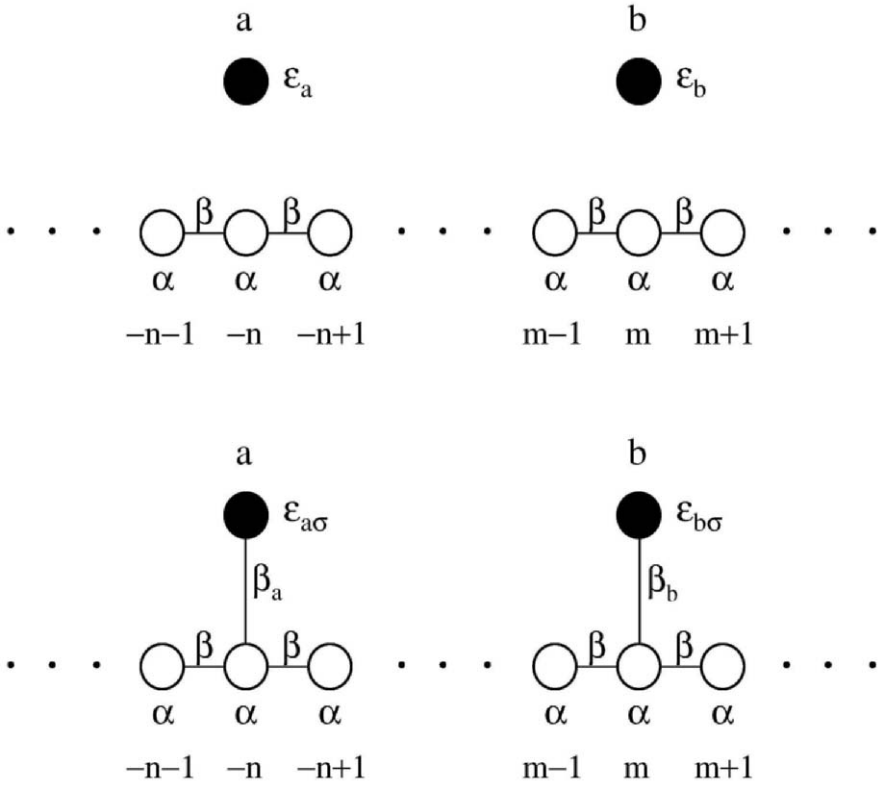 a b
εa εb
β β β β
α α α α α α
−n−1 −n −n+1 m−1 m m+1
a b
εaσ εbσ
βa βb
β β β β
α α α α α α
−n−1 −n −n+1 m−1 m m+1